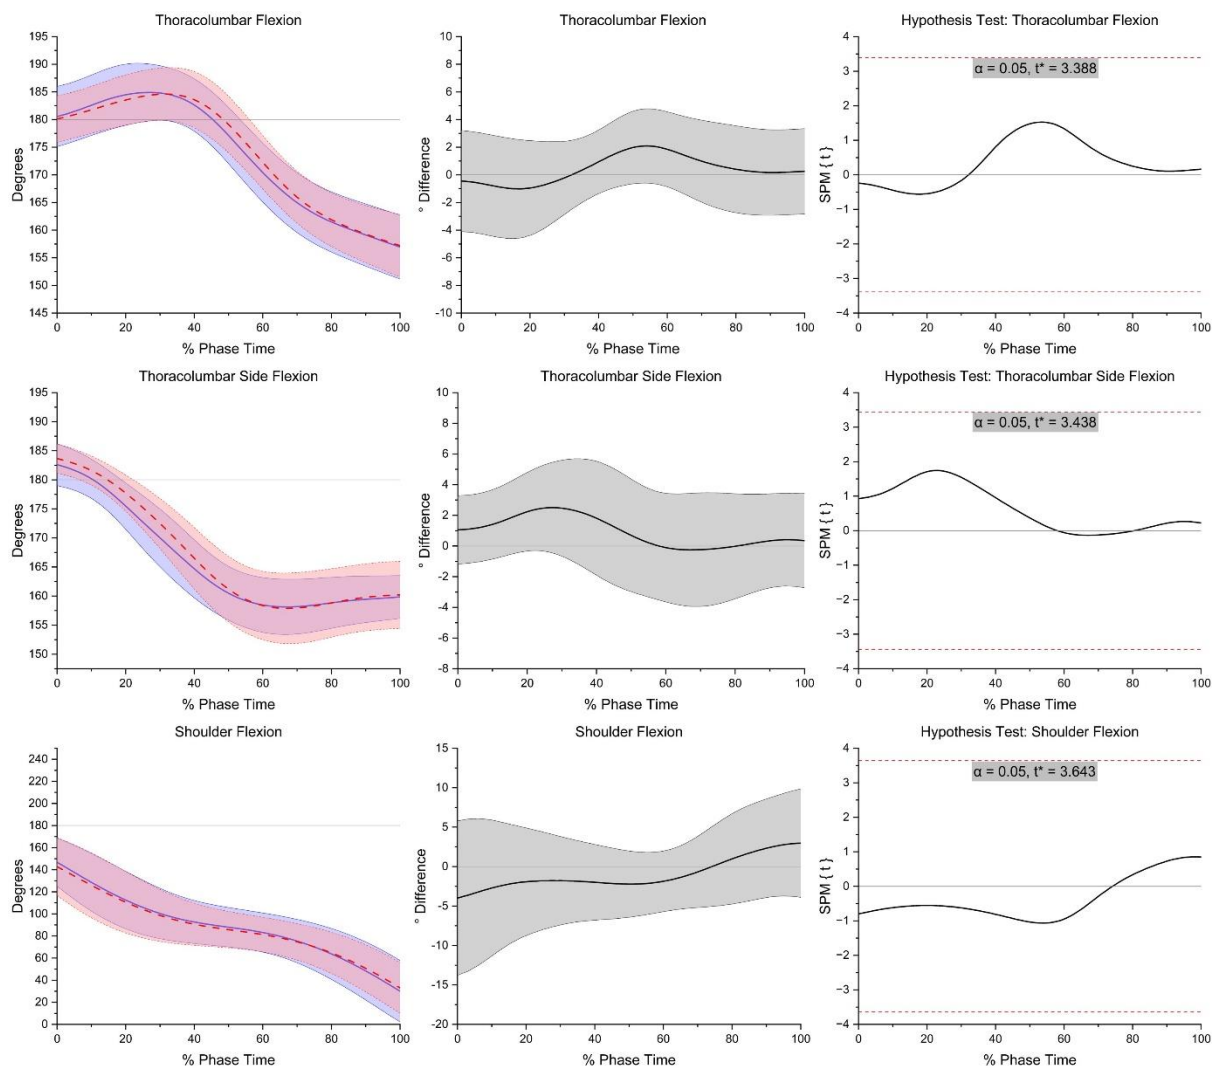 Thoracolumbar Flexion
Thoracolumbar Flexion
Hypothesis Test: Thoracolumbar Flexion
195
190
185
180
175
170
165
160
155
150
145
Degrees
0 20 40 60 80 100
% Phase Time
10
8
6
4
2
0
-2
-4
-6
-8
-10
° Difference
0 20 40 60 80 100
% Phase Time
4
3
2
1
0
−1
−2
−3
−4
SPM { t }
α = 0.05, t* = 3.388
0 20 40 60 80 100
% Phase Time
Thoracolumbar Side Flexion
Thoracolumbar Side Flexion
Hypothesis Test: Thoracolumbar Side Flexion
195
190
185
180
175
170
165
160
155
150
Degrees
0 20 40 60 80 100
% Phase Time
10
8
6
4
2
0
-2
-4
-6
-8
° Difference
0 20 40 60 80 100
% Phase Time
4
3
2
1
0
−1
−2
−3
−4
SPM { t }
α = 0.05, t* = 3.438
0 20 40 60 80 100
% Phase Time
Shoulder Flexion
Shoulder Flexion
Hypothesis Test: Shoulder Flexion
240
220
200
180
160
140
120
100
80
60
40
20
0
Degrees
0 20 40 60 80 100
% Phase Time
15
10
5
0
-5
-10
-15
-20
° Difference
0 20 40 60 80 100
% Phase Time
4
3
2
1
0
−1
−2
−3
−4
SPM { t }
α = 0.05, t* = 3.643
0 20 40 60 80 100
% Phase Time